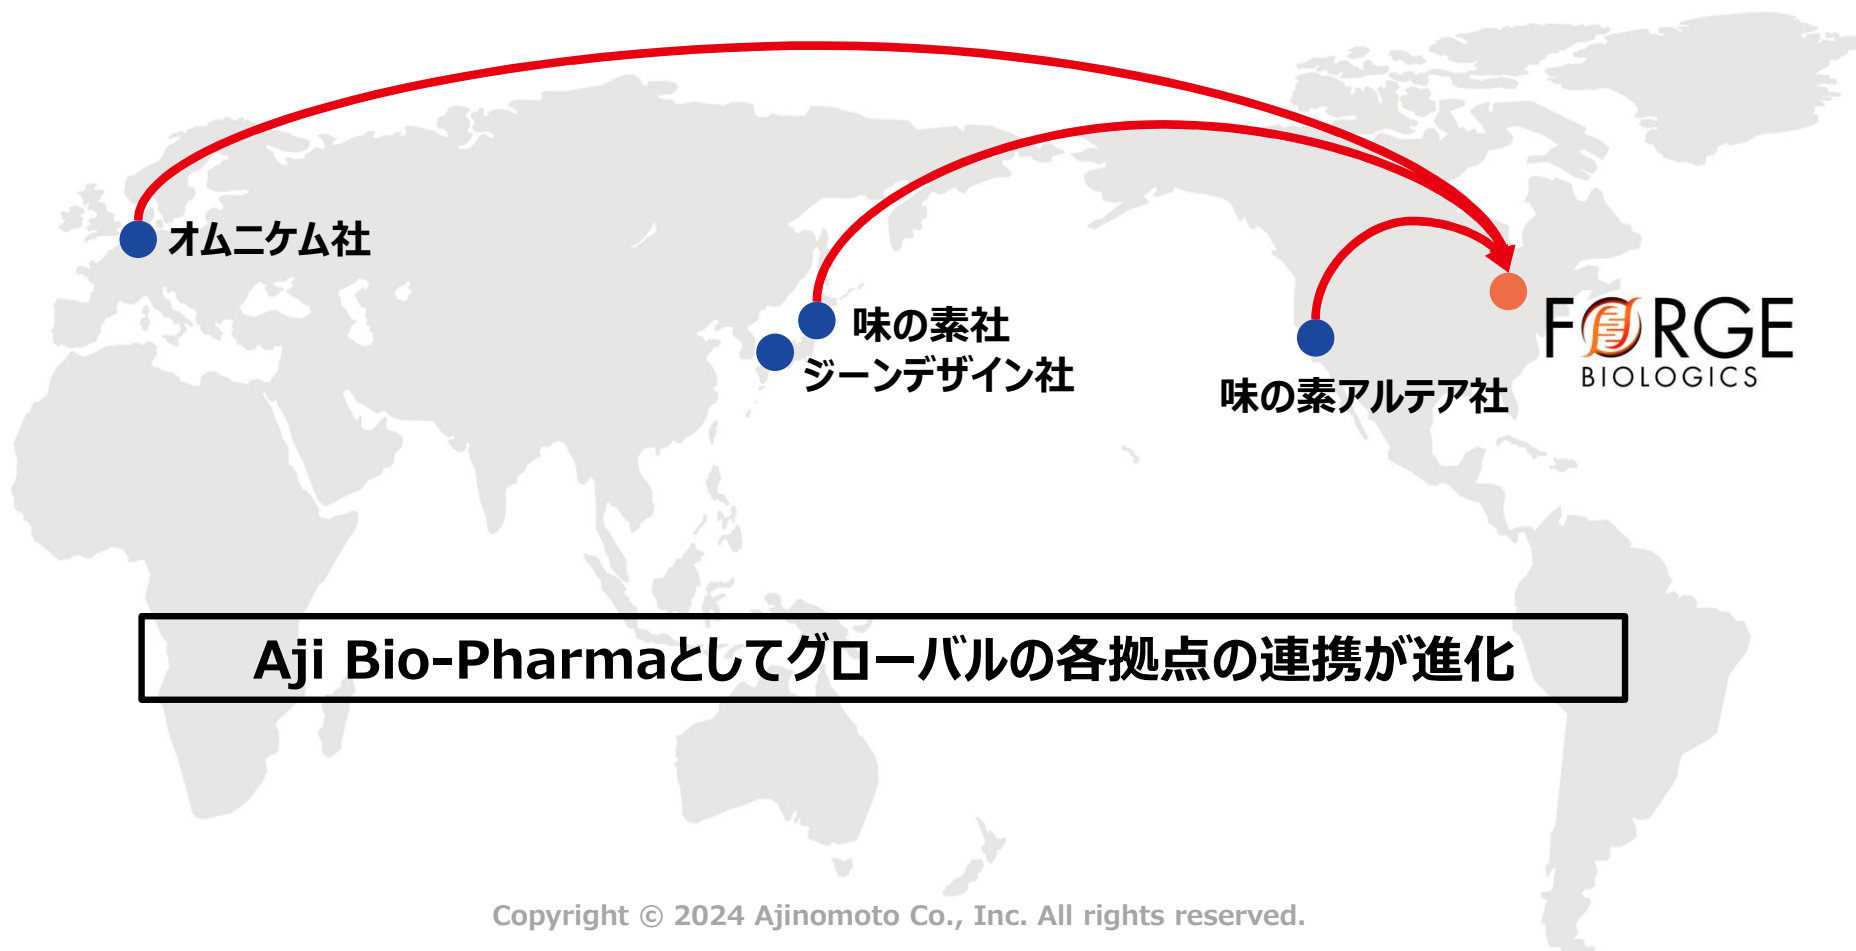 オムニケム社
味の素社
ジーンデザイン社
味の素アルテア社
FORGE
BIOLOGICS
Aji Bio-Pharmaとしてグローバルの各拠点の連携が進化
Copyright © 2024 Ajinomoto Co., Inc. All rights reserved.